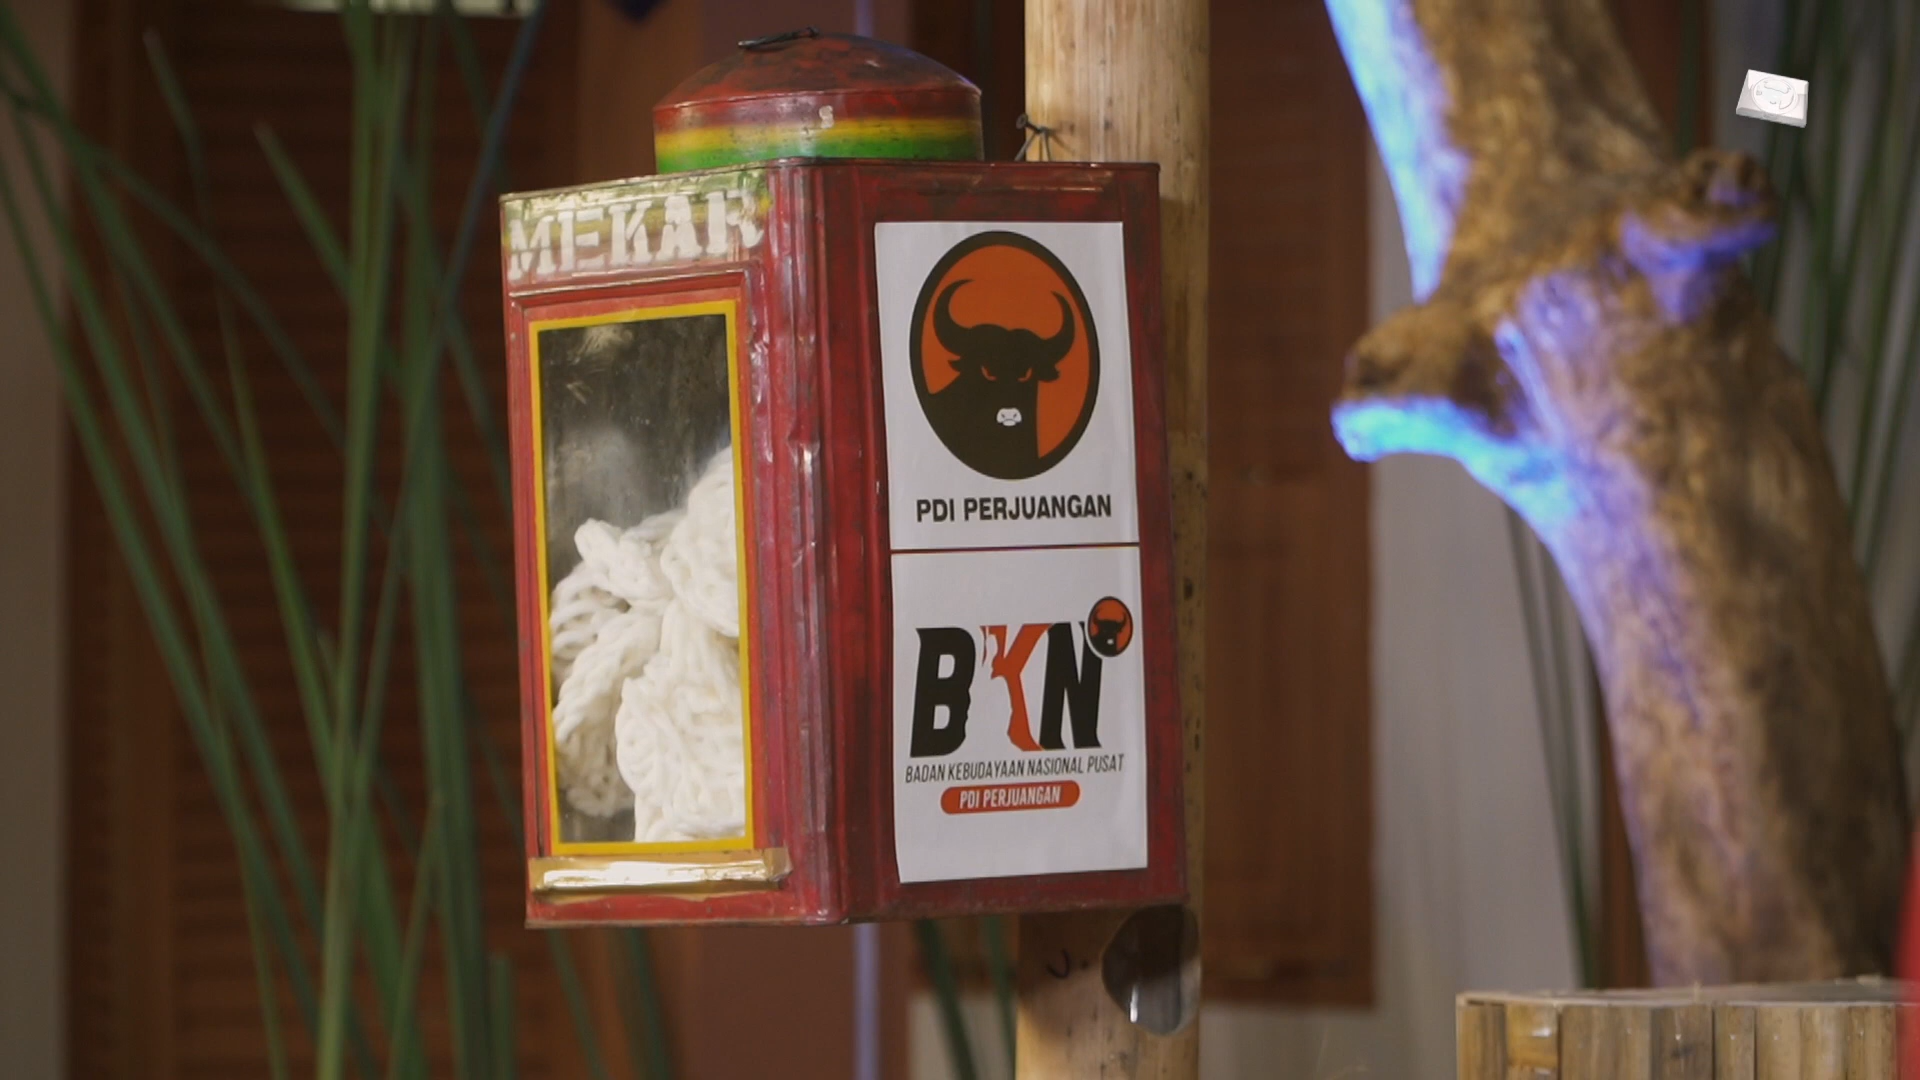 S
MEKAR
PDI PERJUANGAN
BKN
BADAN KEBUDAYAAN NASIONAL PUSAT
PDI PERJUANGAN